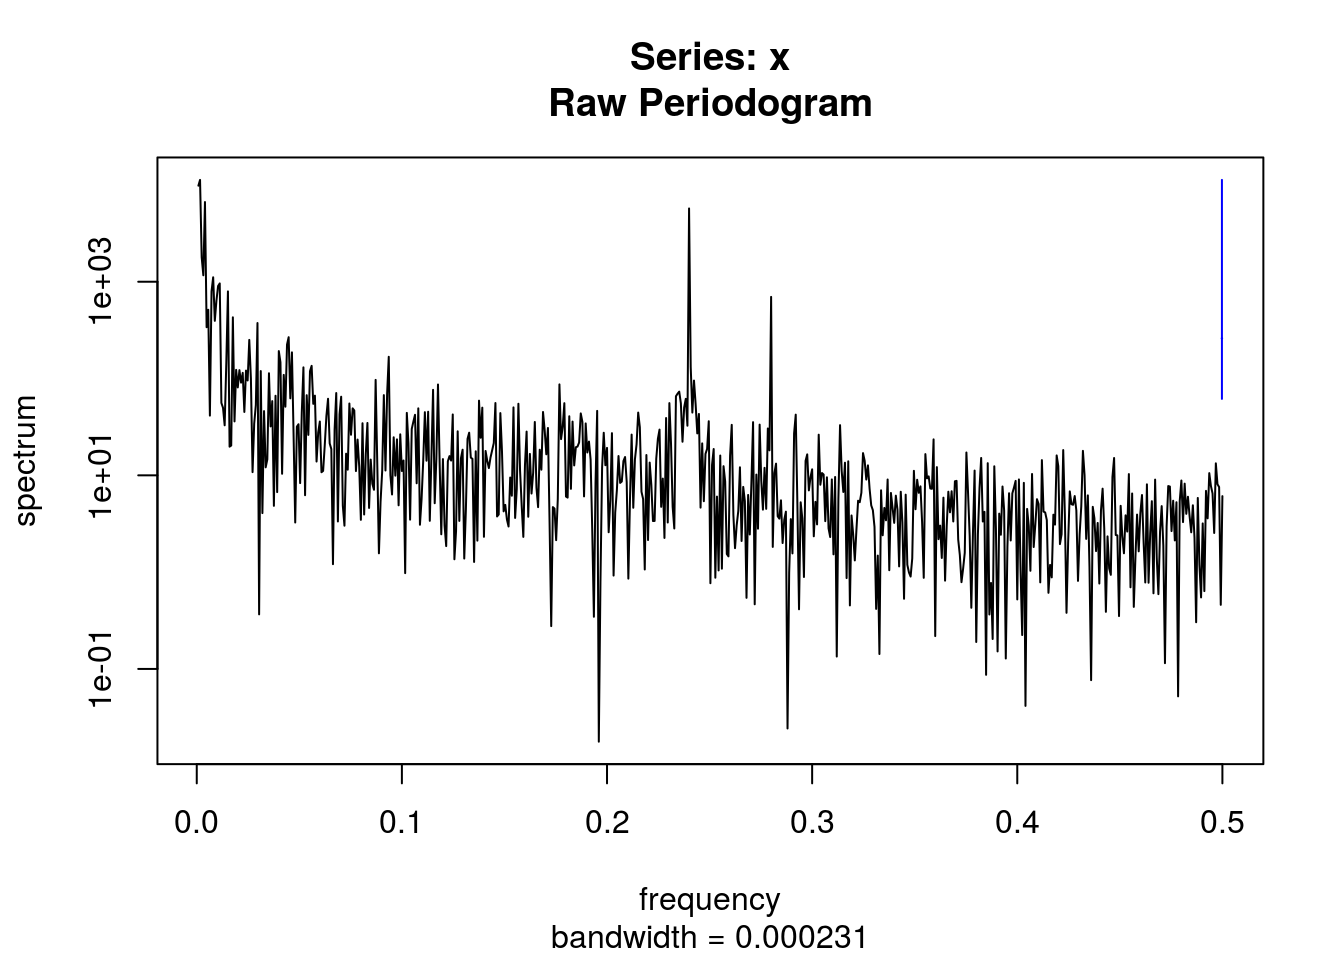 Series: x
Raw Periodogram
spectrum
1e+03
1e+01
1e-01
0.0 0.1 0.2 0.3 0.4 0.5
frequency
bandwidth = 0.000231